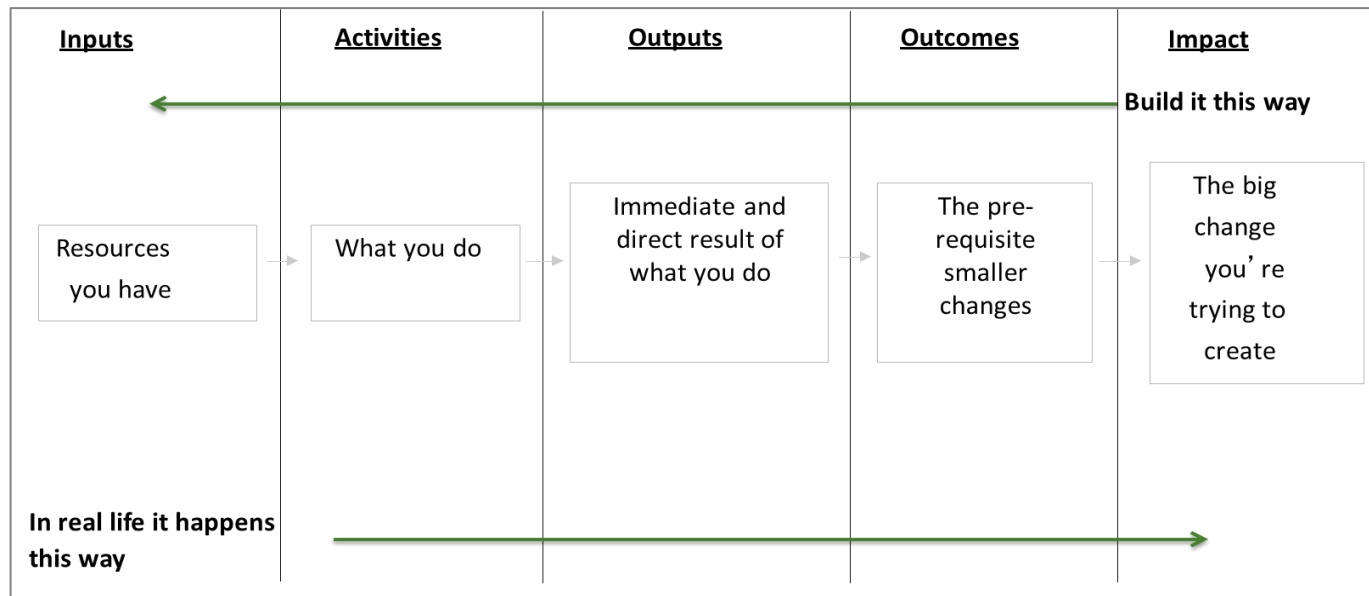 Inputs
Activities
Outputs
Outcomes
Impact
Build it this way
Resources
you have
What you do
Immediate and
direct result of
what you do
The pre-
requisite
smaller
changes
The big
change
you’ re
trying to
create
In real life it happens
this way